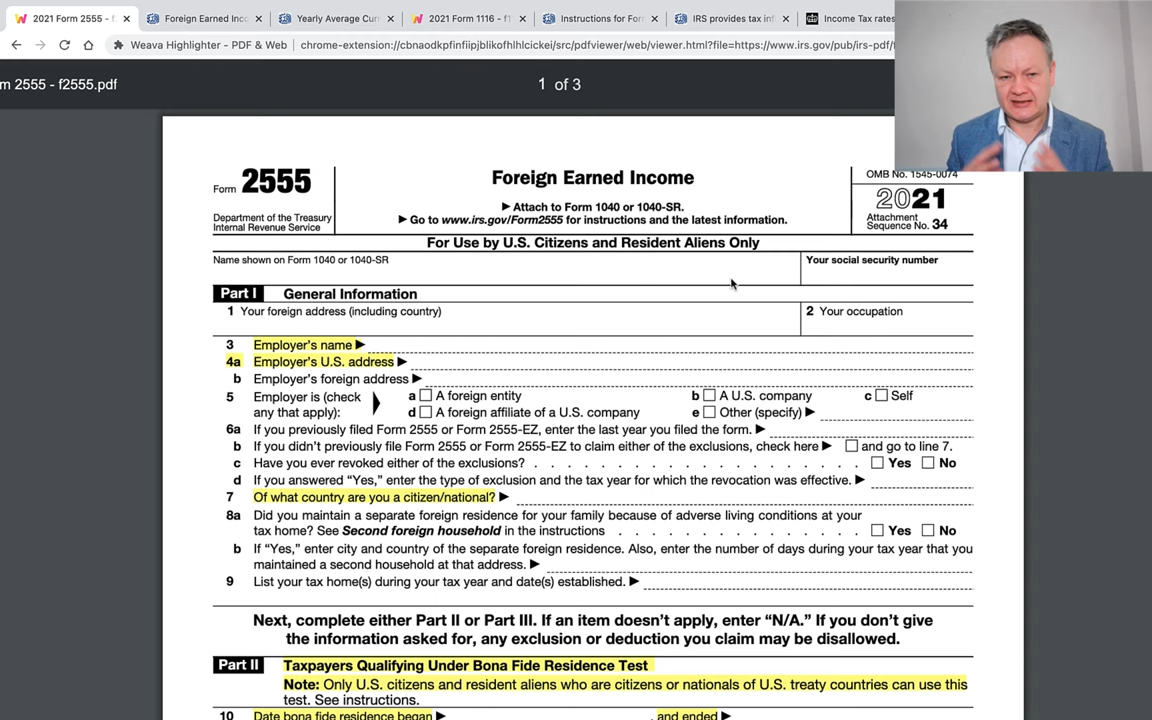 2021 Form 2555 -
Foreign Earned Inco
Yearly Average Cur
2021 Form 1116 - f1
Instructions for For
IRS provides tax inf
Income Tax rates
Weava Highlighter - PDF & Web
chrome-extension://cbnaodkpfinfiipjblikofhlhlcickei/src/pdfviewer/web/viewer.html?file=https://www.irs.gov/pub/irs-pdf/
m 2555 - f2555.pdf
1 of 3
Form 2555
Department of the Treasury
Internal Revenue Service
Foreign Earned Income
▶ Attach to Form 1040 or 1040-SR.
▶ Go to www.irs.gov/Form2555 for instructions and the latest information.
OMB No. 1545-0074
2021
Attachment
Sequence No. 34
For Use by U.S. Citizens and Resident Aliens Only
Name shown on Form 1040 or 1040-SR
Your social security number
Part I General Information
1 Your foreign address (including country)
2 Your occupation
3 Employer's name ▶
4a Employer's U.S. address ▶
b Employer's foreign address ▶
5 Employer is (check a A foreign entity b A U.S. company c Self
any that apply): d A foreign affiliate of a U.S. company e Other (specify) ▶
6a If you previously filed Form 2555 or Form 2555-EZ, enter the last year you filed the form. ▶
b If you didn't previously file Form 2555 or Form 2555-EZ to claim either of the exclusions, check here ▶ and go to line 7.
c Have you ever revoked either of the exclusions? . . . . . . . . . . . . . . . . . . . Yes No
d If you answered "Yes," enter the type of exclusion and the tax year for which the revocation was effective. ▶
7 Of what country are you a citizen/national? ▶
8a Did you maintain a separate foreign residence for your family because of adverse living conditions at your
tax home? See Second foreign household in the instructions . . . . . . . . . . . . . . Yes No
b If "Yes," enter city and country of the separate foreign residence. Also, enter the number of days during your tax year that you
maintained a second household at that address. ▶
9 List your tax home(s) during your tax year and date(s) established. ▶
Next, complete either Part II or Part III. If an item doesn't apply, enter "N/A." If you don't give
the information asked for, any exclusion or deduction you claim may be disallowed.
Part II Taxpayers Qualifying Under Bona Fide Residence Test
Note: Only U.S. citizens and resident aliens who are citizens or nationals of U.S. treaty countries can use this
test. See instructions.
10 Date bona fide residence began ▶ , and ended ▶